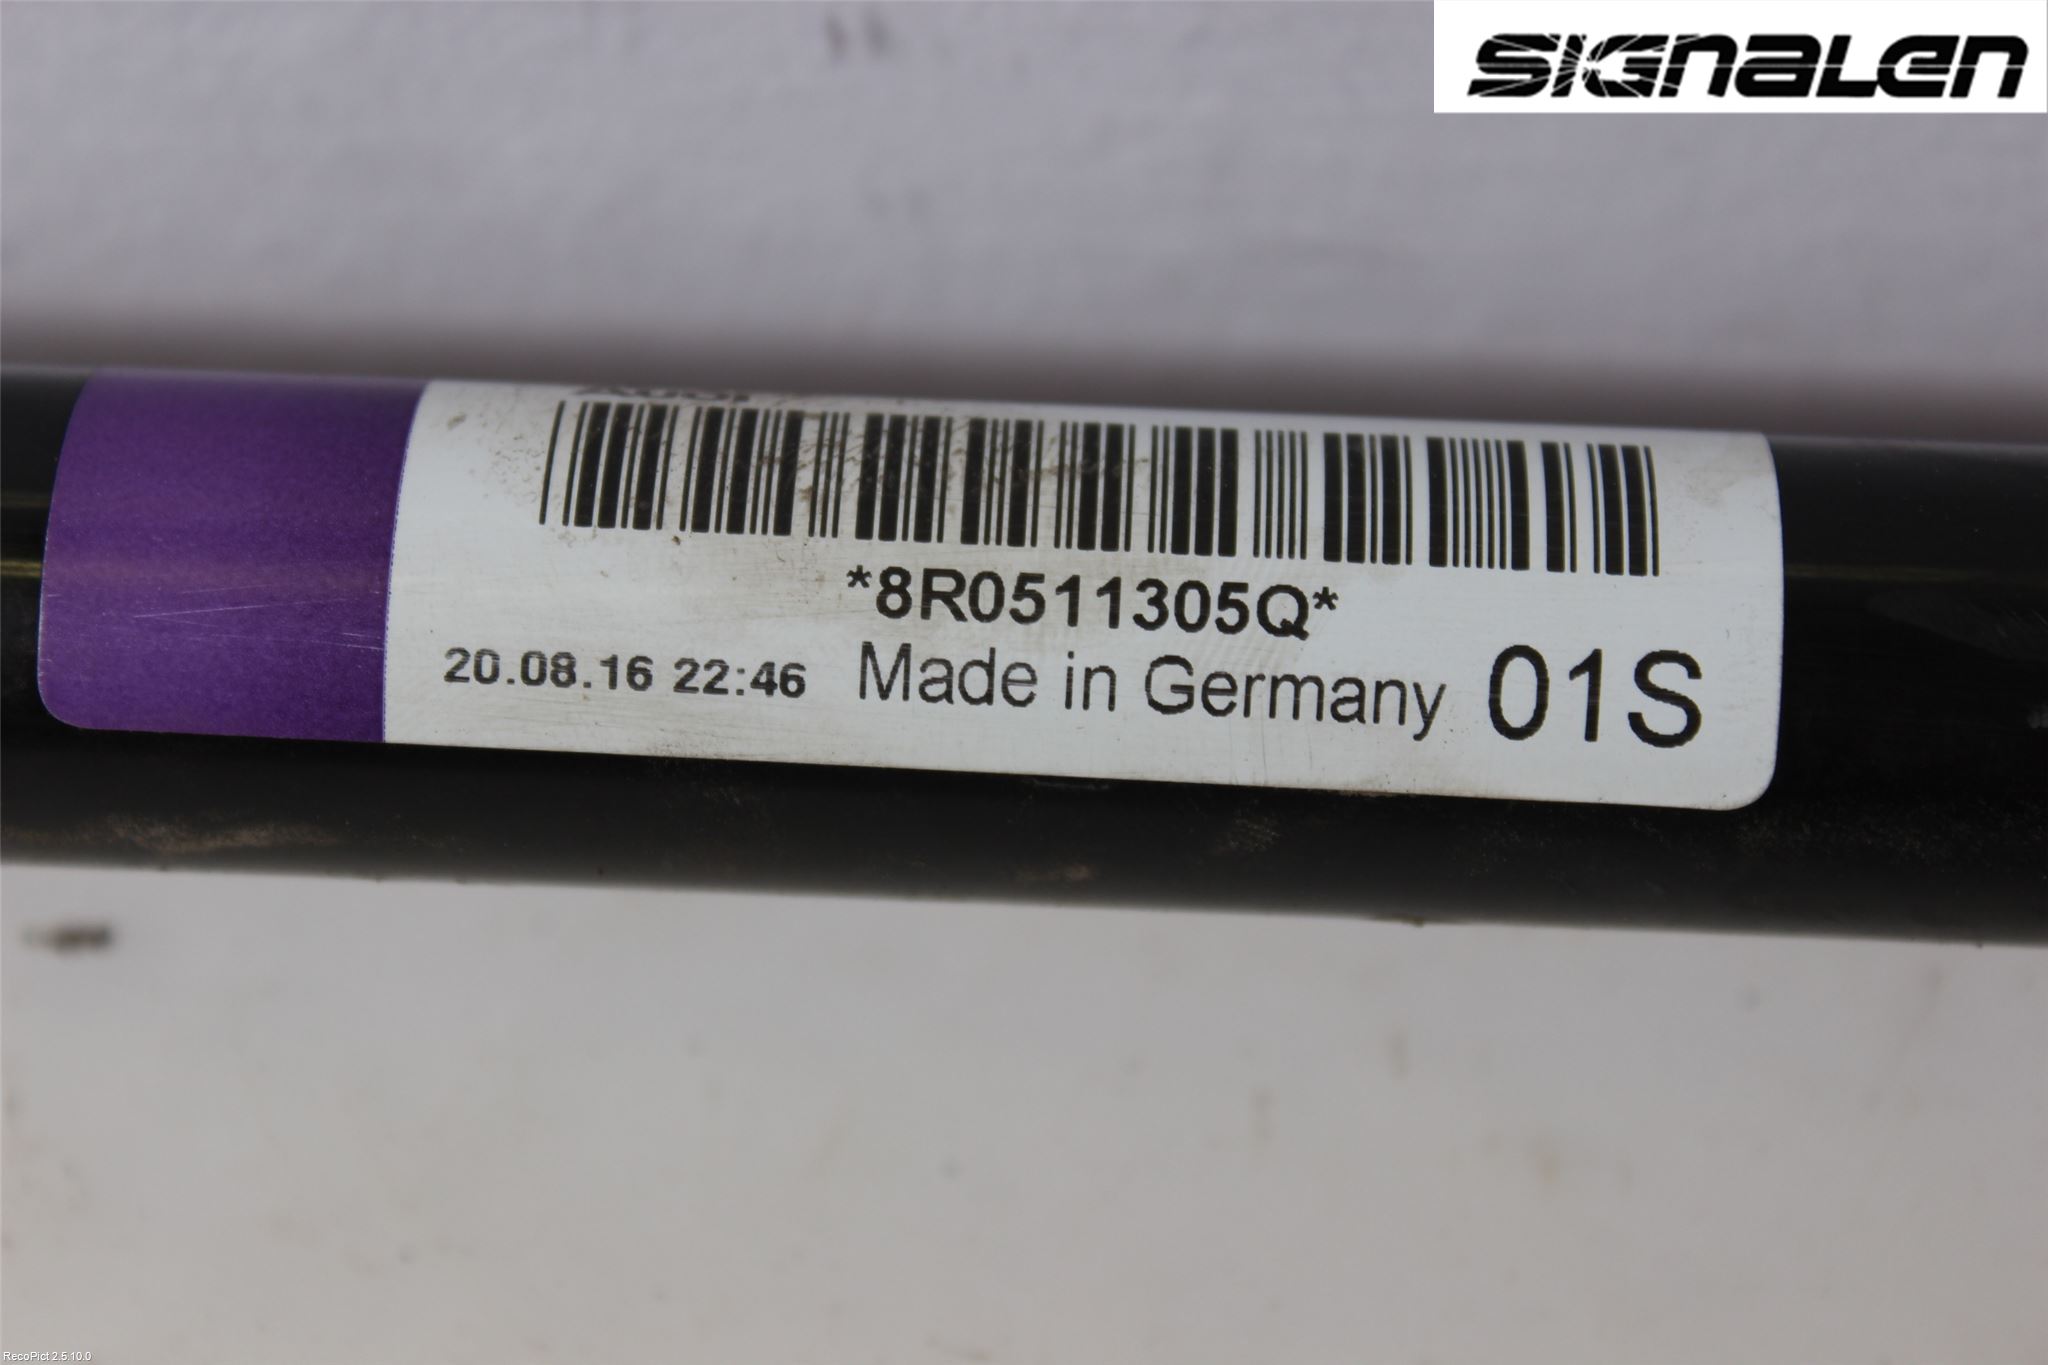 SIGNALEN
*8R0511305Q*
20.08.16 22:46 Made in Germany 01S
RecoPict 2.5.10.0